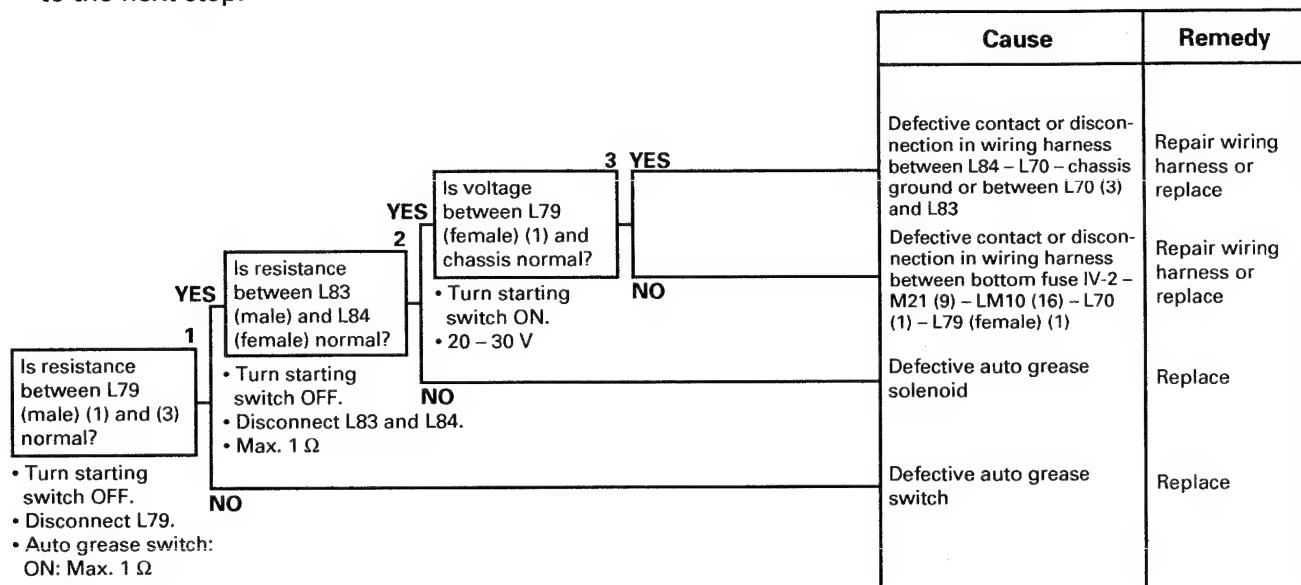 to the next step.
Cause
Remedy
Defective contact or discon-
nection in wiring harness
between L84 – L70 – chassis
ground or between L70 (3)
and L83
Repair wiring
harness or
replace
3 YES
Is voltage
between L79
(female) (1) and
chassis normal?
• Turn starting
switch ON.
• 20 – 30 V
NO
Defective contact or discon-
nection in wiring harness
between bottom fuse IV-2 –
M21 (9) – LM10 (16) – L70
(1) – L79 (female) (1)
Repair wiring
harness or
replace
YES
2
Is resistance
between L83
(male) and L84
(female) normal?
• Turn starting
switch OFF.
• Disconnect L83 and L84.
• Max. 1 Ω
NO
Defective auto grease
solenoid
Replace
YES
1
Is resistance
between L79
(male) (1) and (3)
normal?
• Turn starting
switch OFF.
• Disconnect L79.
• Auto grease switch:
ON: Max. 1 Ω
NO
Defective auto grease
switch
Replace